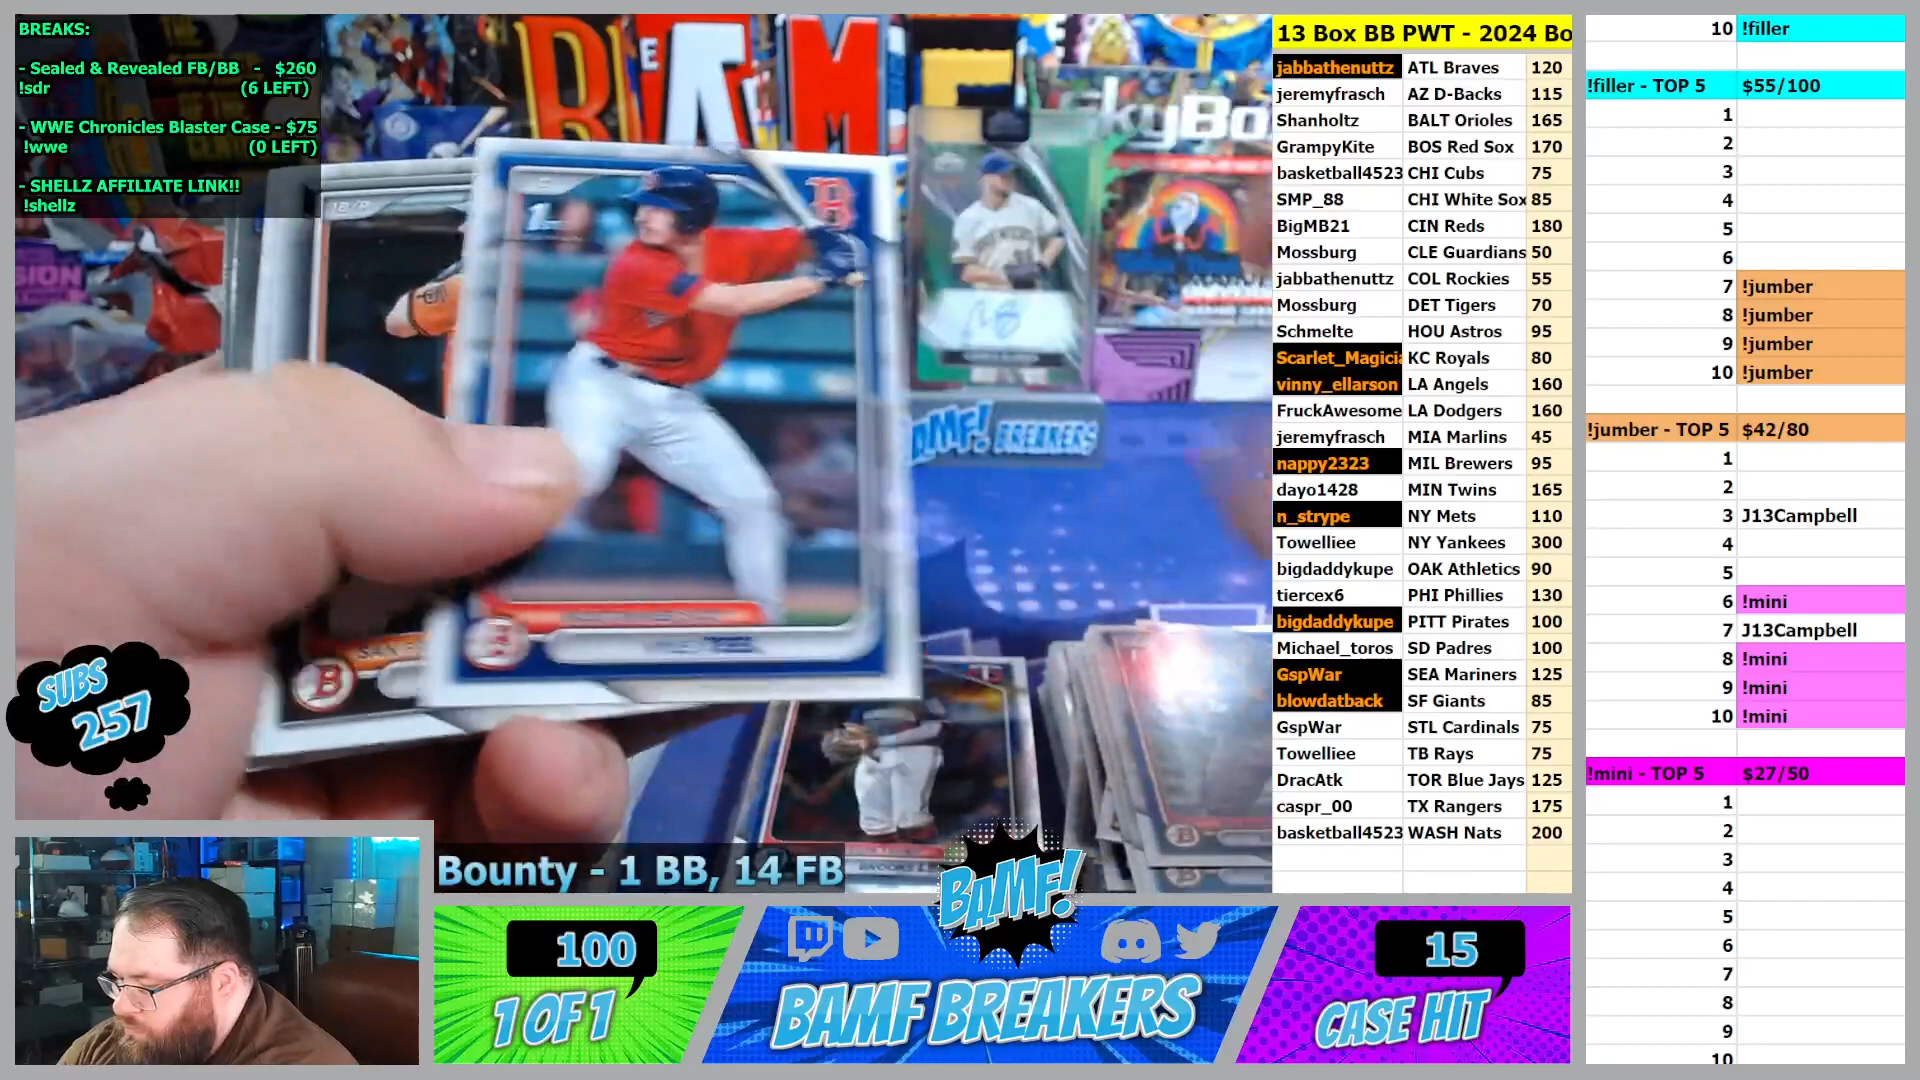 BREAKS:
- Sealed & Revealed FB/BB - $260
!sdr (6 LEFT)
- WWE Chronicles Blaster Case - $75
!wwe (0 LEFT)
- SHELLZ AFFILIATE LINK!!
!shellz
BAMF
kyBo
BAMF! BREAKERS
SUBS
257
Bounty - 1 BB, 14 FB
BAMF!
100
1 OF 1
BAMF BREAKERS
15
CASE HIT
13 Box BB PWT - 2024 Bo
jabbathenuttz ATL Braves 120
jeremyfrasch AZ D-Backs 115
Shanholtz BALT Orioles 165
GrampyKite BOS Red Sox 170
basketball4523 CHI Cubs 75
SMP_88 CHI White Sox 85
BigMB21 CIN Reds 180
Mossburg CLE Guardians 50
jabbathenuttz COL Rockies 55
Mossburg DET Tigers 70
Schmelte HOU Astros 95
Scarlet_Magici KC Royals 80
vinny_ellarson LA Angels 160
FruckAwesome LA Dodgers 160
jeremyfrasch MIA Marlins 45
nappy2323 MIL Brewers 95
dayo1428 MIN Twins 165
n_strype NY Mets 110
Towelliee NY Yankees 300
bigdaddykupe OAK Athletics 90
tiercex6 PHI Phillies 130
bigdaddykupe PITT Pirates 100
Michael_toros SD Padres 100
GspWar SEA Mariners 125
blowdatback SF Giants 85
GspWar STL Cardinals 75
Towelliee TB Rays 75
DracAtk TOR Blue Jays 125
caspr_00 TX Rangers 175
basketball4523 WASH Nats 200
10 !filler
!filler - TOP 5 $55/100
1
2
3
4
5
6
7 !jumber
8 !jumber
9 !jumber
10 !jumber
!jumber - TOP 5 $42/80
1
2
3 J13Campbell
4
5
6 !mini
7 J13Campbell
8 !mini
9 !mini
10 !mini
!mini - TOP 5 $27/50
1
2
3
4
5
6
7
8
9
10